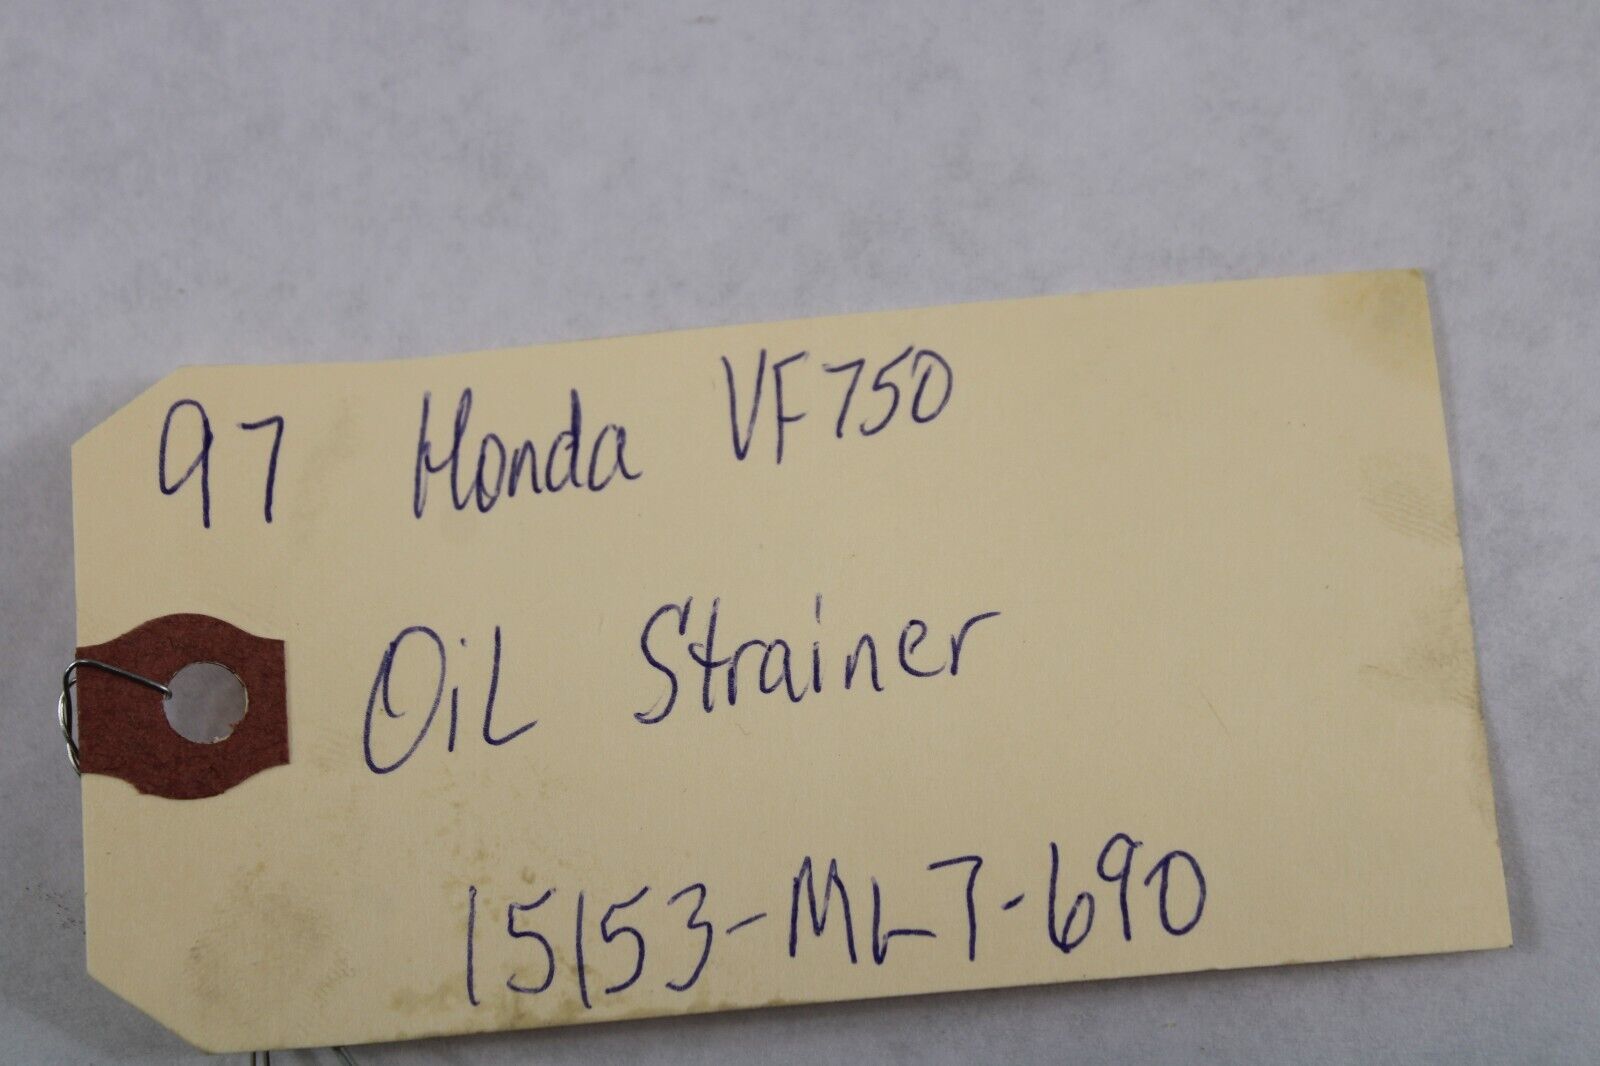 97 Honda VF750
OiL Strainer
15153-ML7-690